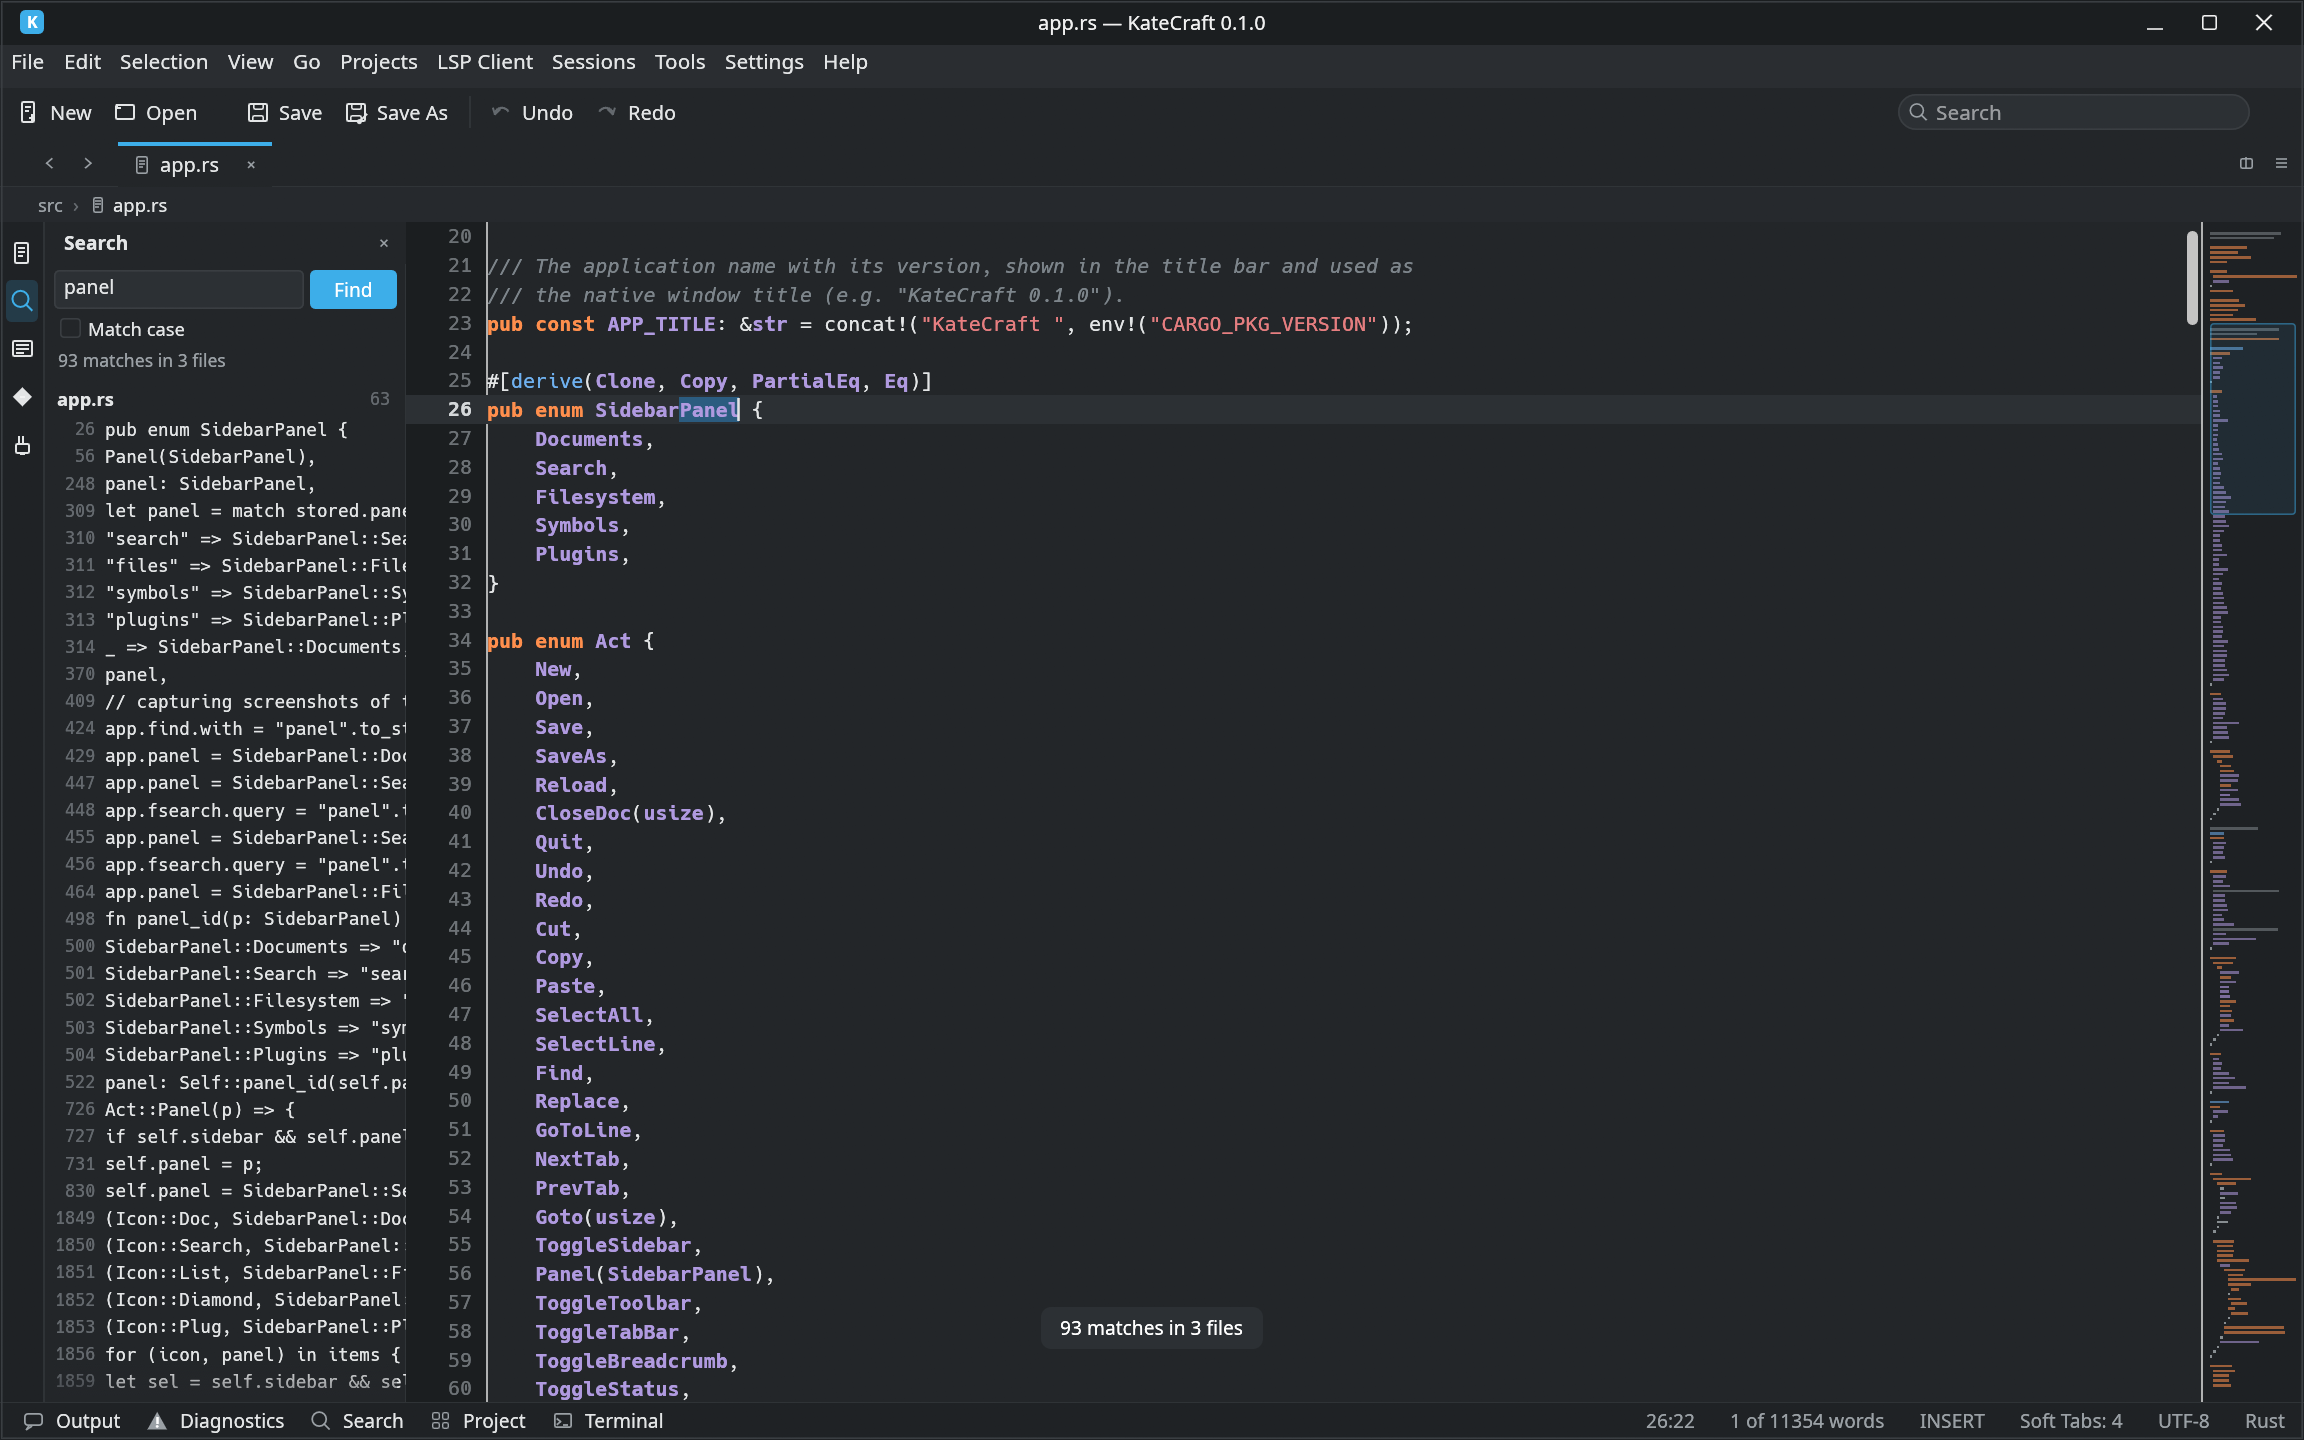 K
app.rs — KateCraft 0.1.0
File Edit Selection View Go Projects LSP Client Sessions Tools Settings Help
New Open Save Save As Undo Redo Search
app.rs
src › app.rs
Search
panel Find
Match case
93 matches in 3 files
app.rs 63
26 pub enum SidebarPanel {
56 Panel(SidebarPanel),
248 panel: SidebarPanel,
309 let panel = match stored.pane
310 "search" => SidebarPanel::Sea
311 "files" => SidebarPanel::File
312 "symbols" => SidebarPanel::Sy
313 "plugins" => SidebarPanel::Pl
314 _ => SidebarPanel::Documents,
370 panel,
409 // capturing screenshots of t
424 app.find.with = "panel".to_st
429 app.panel = SidebarPanel::Doc
447 app.panel = SidebarPanel::Sea
448 app.fsearch.query = "panel".t
455 app.panel = SidebarPanel::Sea
456 app.fsearch.query = "panel".t
464 app.panel = SidebarPanel::Fil
498 fn panel_id(p: SidebarPanel)
500 SidebarPanel::Documents => "d
501 SidebarPanel::Search => "sear
502 SidebarPanel::Filesystem => "
503 SidebarPanel::Symbols => "sym
504 SidebarPanel::Plugins => "plu
522 panel: Self::panel_id(self.pa
726 Act::Panel(p) => {
727 if self.sidebar && self.panel
731 self.panel = p;
830 self.panel = SidebarPanel::Se
1849 (Icon::Doc, SidebarPanel::Doc
1850 (Icon::Search, SidebarPanel::
1851 (Icon::List, SidebarPanel::Fi
1852 (Icon::Diamond, SidebarPanel:
1853 (Icon::Plug, SidebarPanel::Pl
1856 for (icon, panel) in items {
1859 let sel = self.sidebar && sel
20
21 /// The application name with its version, shown in the title bar and used as
22 /// the native window title (e.g. "KateCraft 0.1.0").
23 pub const APP_TITLE: &str = concat!("KateCraft ", env!("CARGO_PKG_VERSION"));
24
25 #[derive(Clone, Copy, PartialEq, Eq)]
26 pub enum SidebarPanel {
27 Documents,
28 Search,
29 Filesystem,
30 Symbols,
31 Plugins,
32 }
33
34 pub enum Act {
35 New,
36 Open,
37 Save,
38 SaveAs,
39 Reload,
40 CloseDoc(usize),
41 Quit,
42 Undo,
43 Redo,
44 Cut,
45 Copy,
46 Paste,
47 SelectAll,
48 SelectLine,
49 Find,
50 Replace,
51 GoToLine,
52 NextTab,
53 PrevTab,
54 Goto(usize),
55 ToggleSidebar,
56 Panel(SidebarPanel),
57 ToggleToolbar,
58 ToggleTabBar,
59 ToggleBreadcrumb,
60 ToggleStatus,
93 matches in 3 files
Output Diagnostics Search Project Terminal 26:22 1 of 11354 words INSERT Soft Tabs: 4 UTF-8 Rust